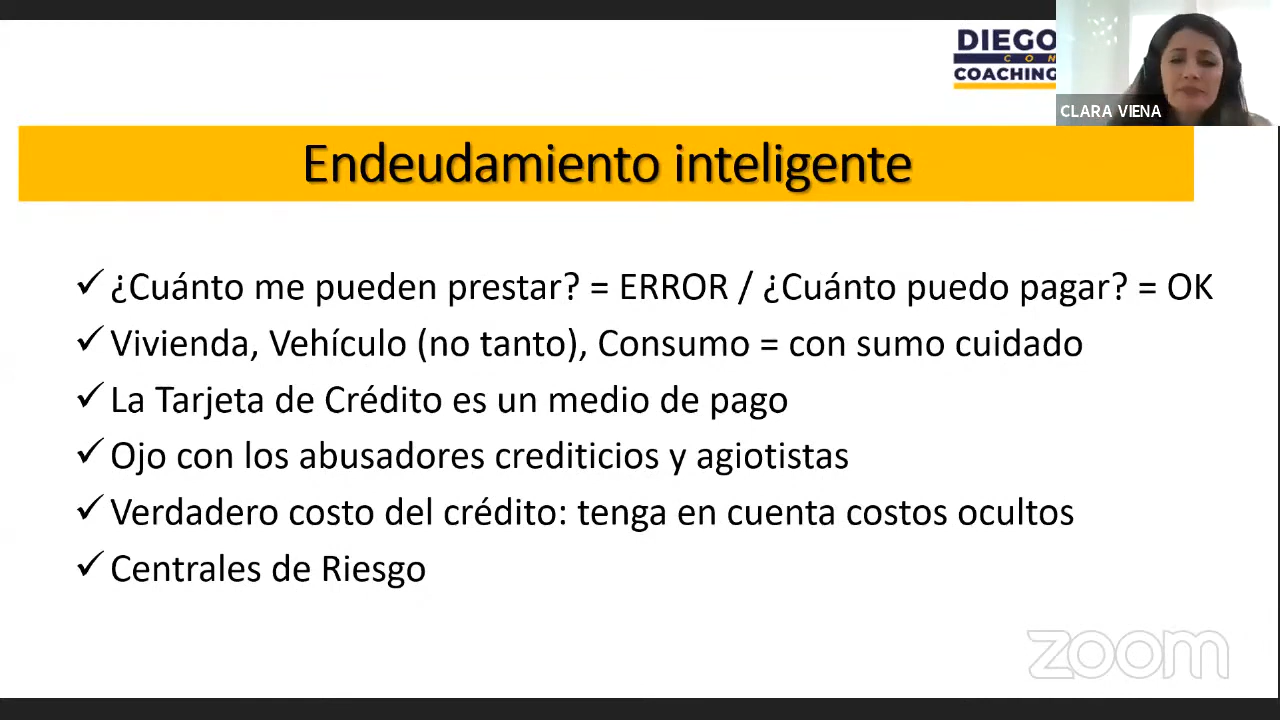 DIEGO
CON
COACHING
CLARA VIENA
Endeudamiento inteligente
✓ ¿Cuánto me pueden prestar? = ERROR / ¿Cuánto puedo pagar? = OK
✓ Vivienda, Vehículo (no tanto), Consumo = con sumo cuidado
✓ La Tarjeta de Crédito es un medio de pago
✓ Ojo con los abusadores crediticios y agiotistas
✓ Verdadero costo del crédito: tenga en cuenta costos ocultos
✓ Centrales de Riesgo
zoom